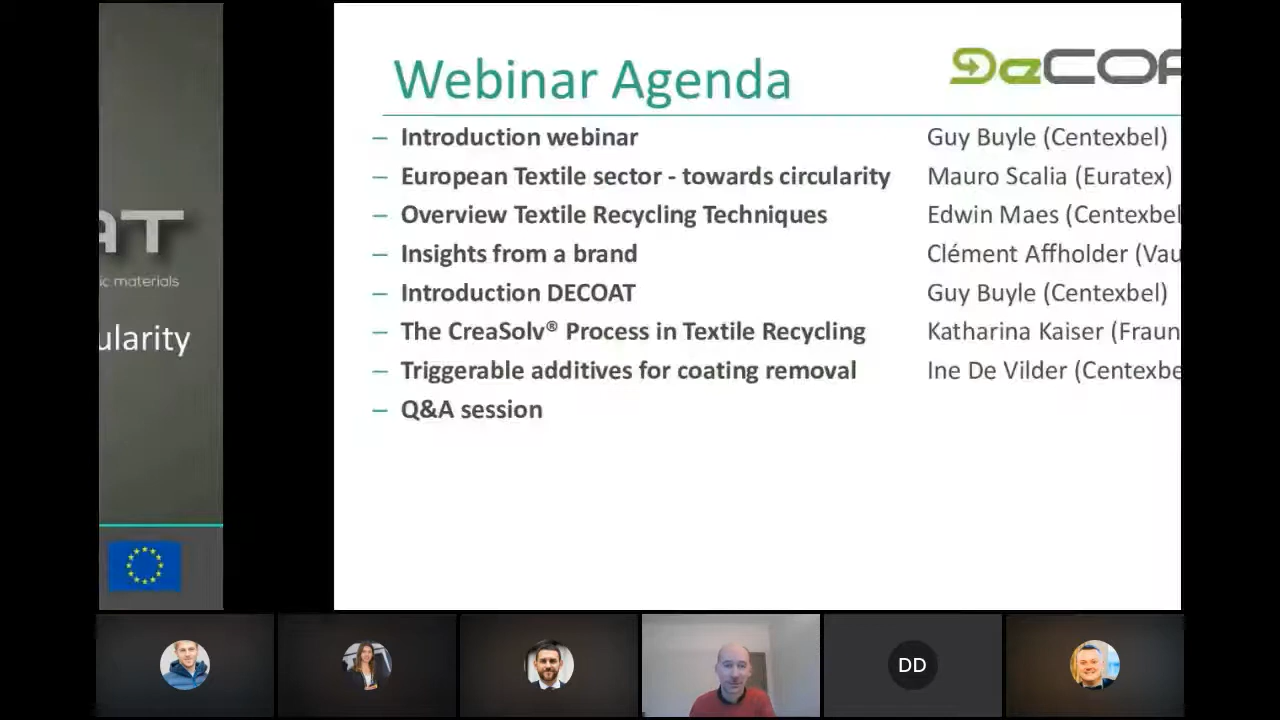 AT
ic materials
ularity
Webinar Agenda
DeCOA
– Introduction webinar Guy Buyle (Centexbel)
– European Textile sector - towards circularity Mauro Scalia (Euratex)
– Overview Textile Recycling Techniques Edwin Maes (Centexbel
– Insights from a brand Clément Affholder (Vau
– Introduction DECOAT Guy Buyle (Centexbel)
– The CreaSolv® Process in Textile Recycling Katharina Kaiser (Fraun
– Triggerable additives for coating removal Ine De Vilder (Centexbe
– Q&A session
DD